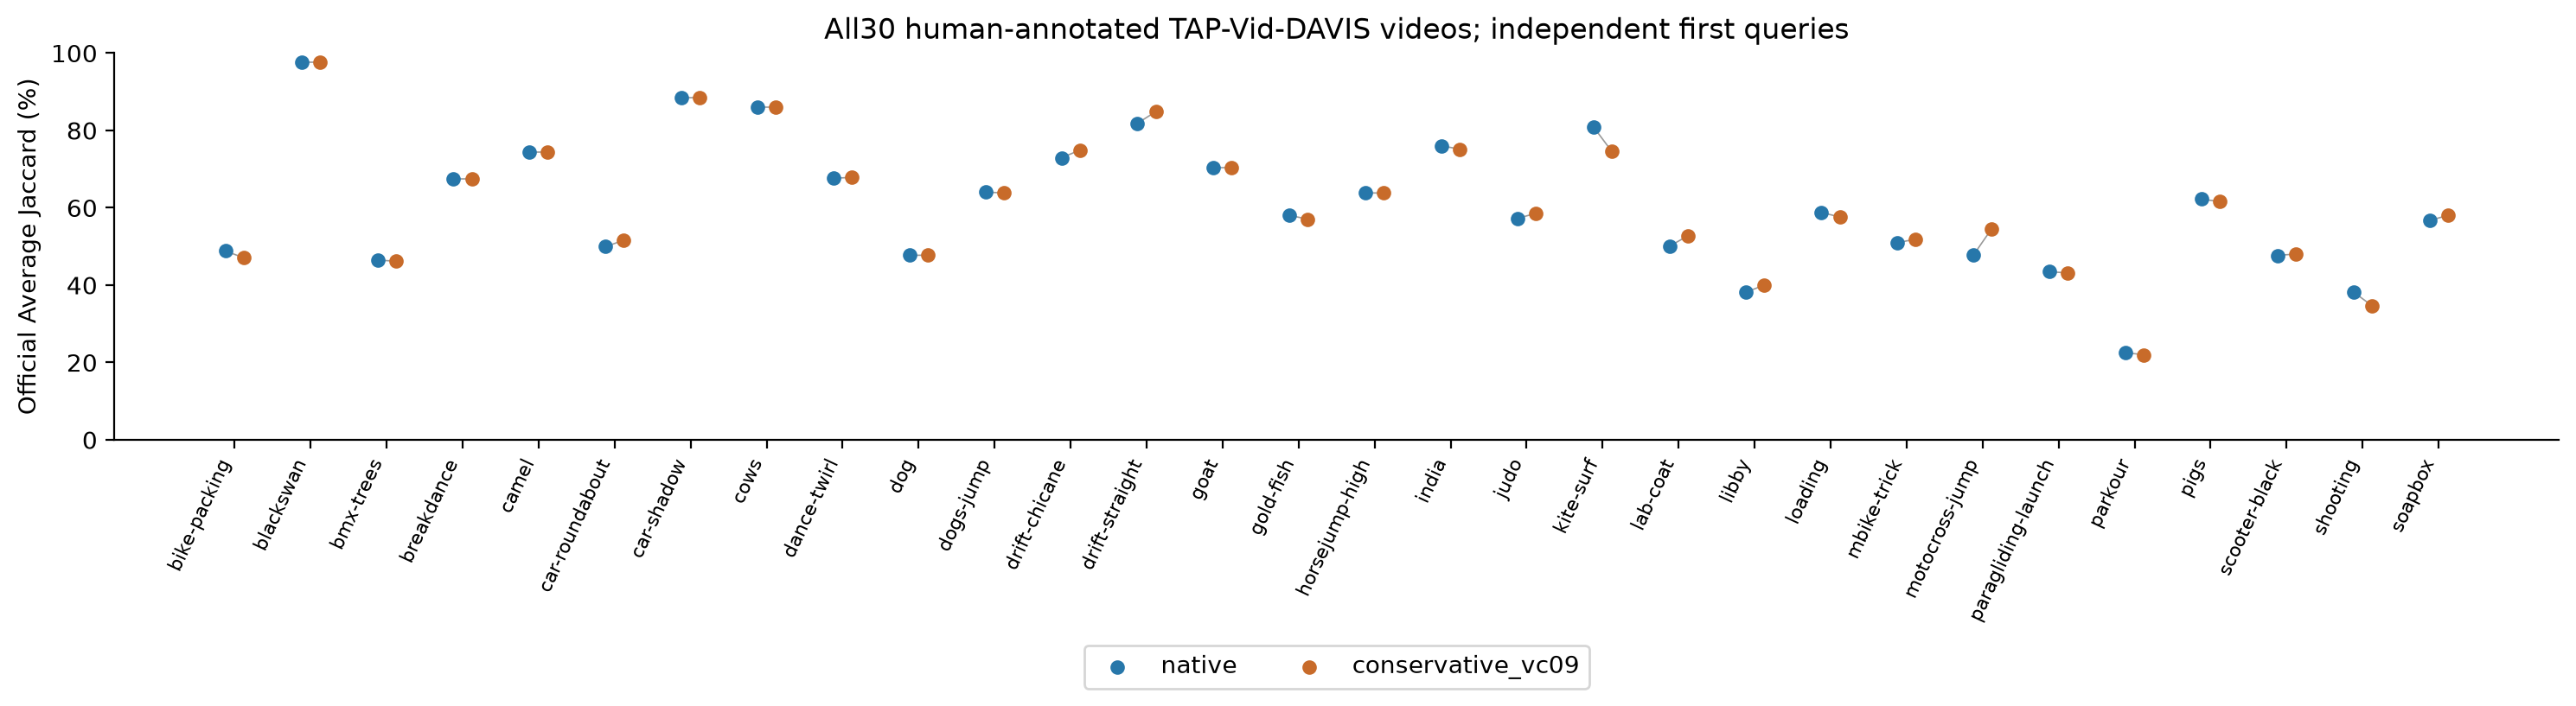 All30 human-annotated TAP-Vid-DAVIS videos; independent first queries
Official Average Jaccard (%)
100
80
60
40
20
0
bike-packing
blackswan
bmx-trees
breakdance
camel
car-roundabout
car-shadow
cows
dance-twirl
dog
dogs-jump
drift-chicane
drift-straight
goat
gold-fish
horsejump-high
india
judo
kite-surf
lab-coat
libby
loading
mbike-trick
motocross-jump
paragliding-launch
parkour
pigs
scooter-black
shooting
soapbox
native
conservative_vc09